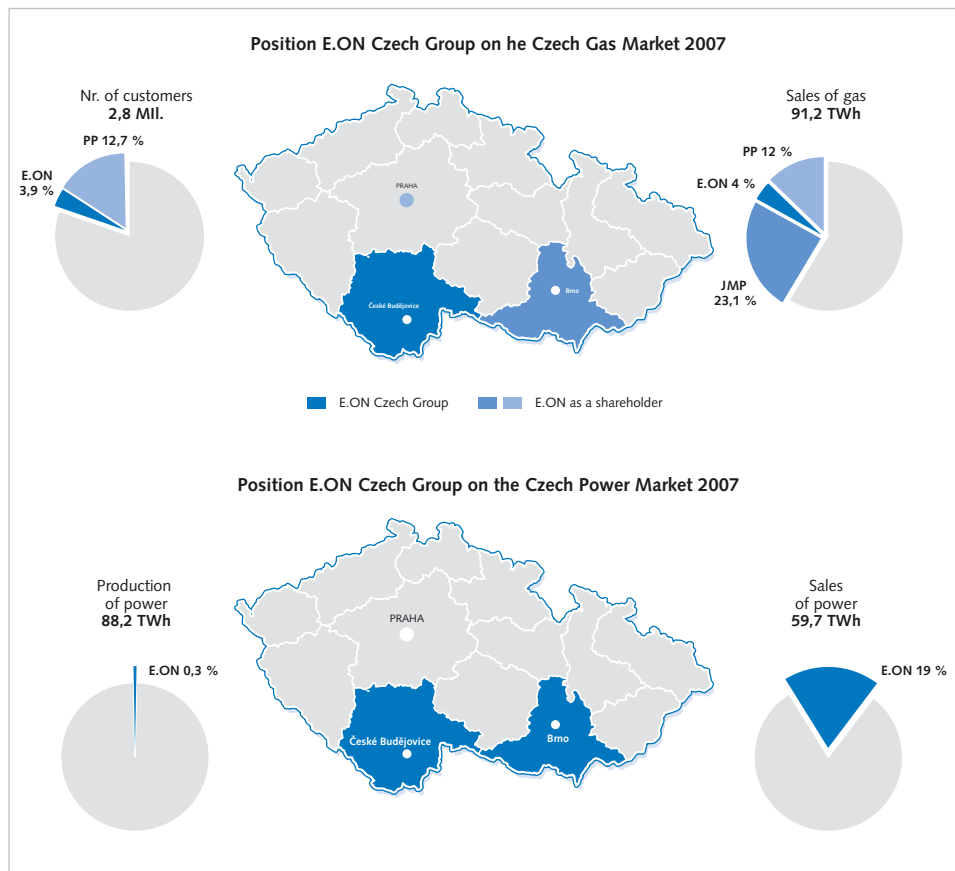 Position E.ON Czech Group on he Czech Gas Market 2007
Nr. of customers
2,8 MIl.
PP 12,7 %
E.ON
3,9 %
PRAHA
České Budějovice
Brno
Sales of gas
91,2 TWh
PP 12 %
E.ON 4 %
JMP
23,1 %
E.ON Czech Group
E.ON as a shareholder
Position E.ON Czech Group on the Czech Power Market 2007
Production
of power
88,2 TWh
E.ON 0,3 %
PRAHA
České Budějovice
Brno
Sales
of power
59,7 TWh
E.ON 19 %